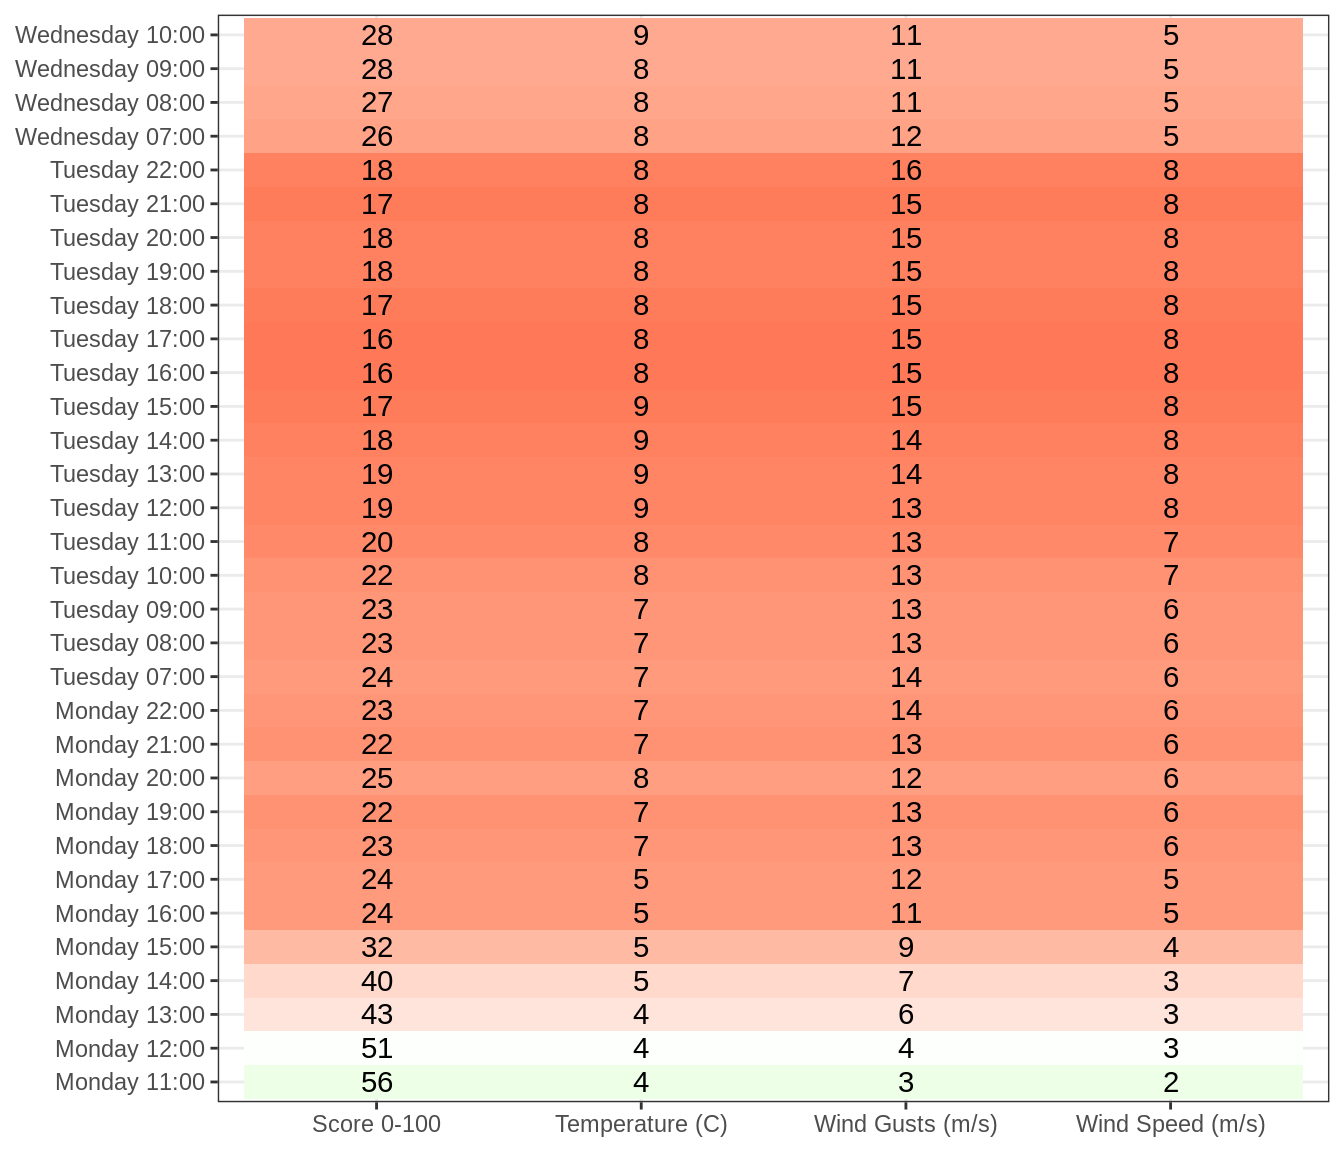 Wednesday 10:00 28 9 11 5
Wednesday 09:00 28 8 11 5
Wednesday 08:00 27 8 11 5
Wednesday 07:00 26 8 12 5
Tuesday 22:00 18 8 16 8
Tuesday 21:00 17 8 15 8
Tuesday 20:00 18 8 15 8
Tuesday 19:00 18 8 15 8
Tuesday 18:00 17 8 15 8
Tuesday 17:00 16 8 15 8
Tuesday 16:00 16 8 15 8
Tuesday 15:00 17 9 15 8
Tuesday 14:00 18 9 14 8
Tuesday 13:00 19 9 14 8
Tuesday 12:00 19 9 13 8
Tuesday 11:00 20 8 13 7
Tuesday 10:00 22 8 13 7
Tuesday 09:00 23 7 13 6
Tuesday 08:00 23 7 13 6
Tuesday 07:00 24 7 14 6
Monday 22:00 23 7 14 6
Monday 21:00 22 7 13 6
Monday 20:00 25 8 12 6
Monday 19:00 22 7 13 6
Monday 18:00 23 7 13 6
Monday 17:00 24 5 12 5
Monday 16:00 24 5 11 5
Monday 15:00 32 5 9 4
Monday 14:00 40 5 7 3
Monday 13:00 43 4 6 3
Monday 12:00 51 4 4 3
Monday 11:00 56 4 3 2
Score 0-100 Temperature (C) Wind Gusts (m/s) Wind Speed (m/s)